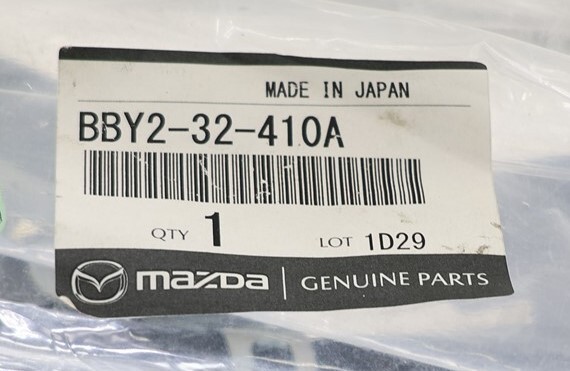 MADE IN JAPAN
BBY2-32-410A
QTY 1 LOT 1D29
mazda GENUINE PARTS